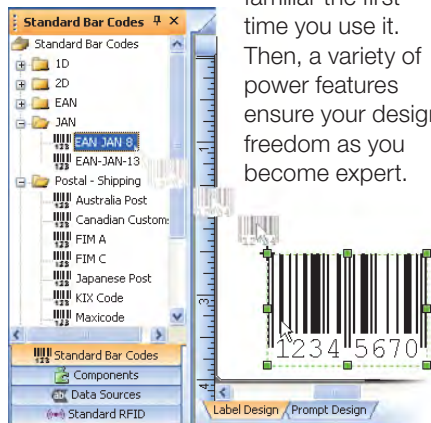 Standard Bar Codes
Standard Bar Codes
1D
2D
EAN
JAN
EAN JAN 8
EAN-JAN-13
Postal - Shipping
Australia Post
Canadian Customs
FIM A
FIM C
Japanese Post
KIX Code
Maxicode
Standard Bar Codes
Components
Data Sources
Standard RFID
time you use it.
Then, a variety of
power features
ensure your design
freedom as you
become expert.
3
4
1234 5670
Label Design
Prompt Design